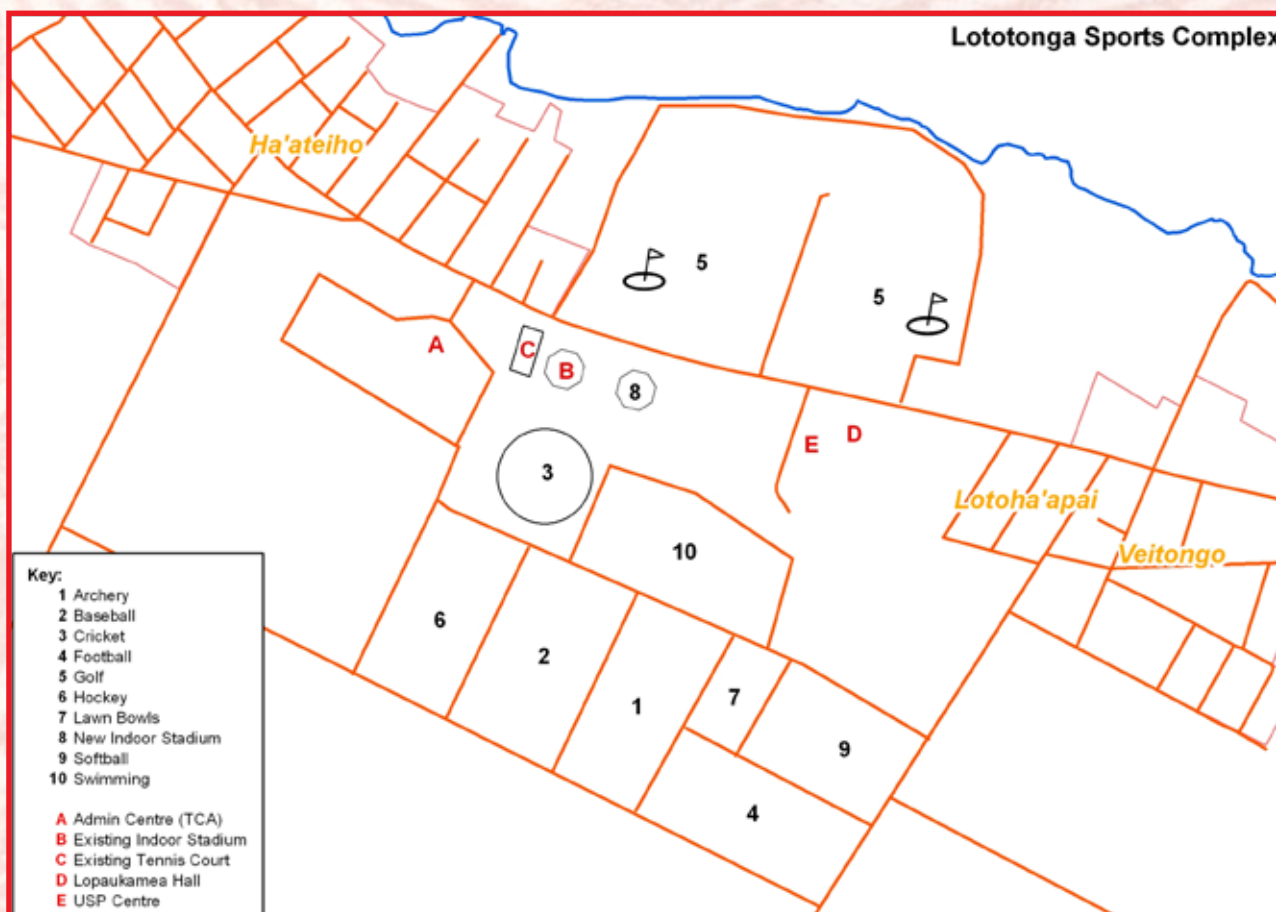 Lototonga Sports Complex
Ha'ateiho
5
5
A
C
B
8
E
D
3
Lotoha'apai
Veitongo
10
6
2
1
7
9
4
Key:
1 Archery
2 Baseball
3 Cricket
4 Football
5 Golf
6 Hockey
7 Lawn Bowls
8 New Indoor Stadium
9 Softball
10 Swimming
A Admin Centre (TCA)
B Existing Indoor Stadium
C Existing Tennis Court
D Lopaukamea Hall
E USP Centre